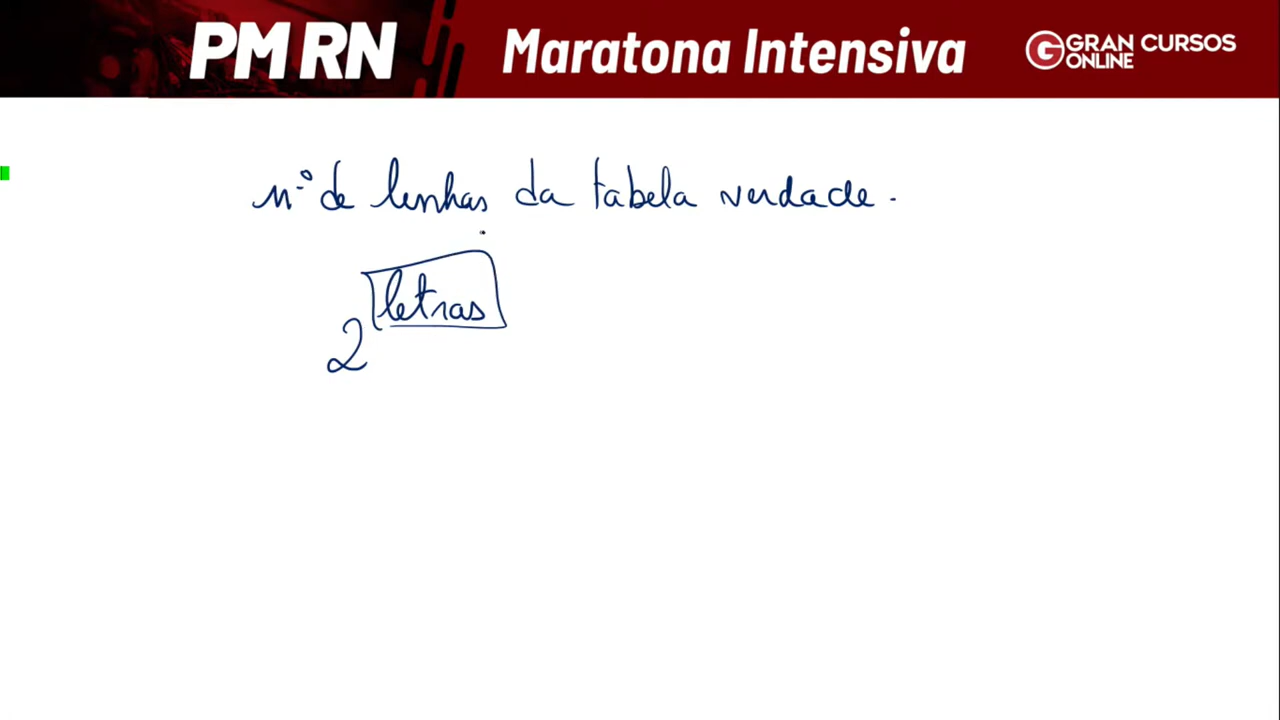 PM RN
Maratona Intensiva
GRAN CURSOS
ONLINE
nº de linhas da tabela verdade.
letras
2